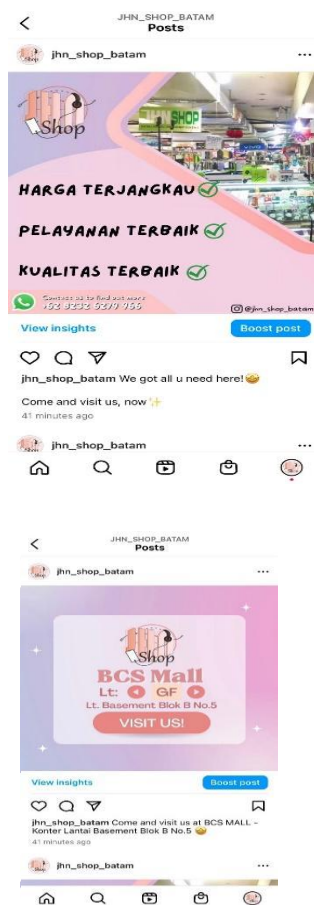 JHN_SHOP_BATAM
Posts
jhn_shop_batam
Shop
JHN SHOP
HARGA TERJANGKAU
PELAYANAN TERBAIK
KUALITAS TERBAIK
Contact us to find out more
+62 8232 6279 766
@jhn_shop_batam
View insights
Boost post
jhn_shop_batam We got all u need here!
Come and visit us, now
41 minutes ago
jhn_shop_batam
JHN_SHOP_BATAM
Posts
jhn_shop_batam
Shop
BCS Mall
Lt: GF
Lt. Basement Blok B No.5
VISIT US!
View insights
Boost post
jhn_shop_batam Come and visit us at BCS MALL -
Konter Lantai Basement Blok B No.5
41 minutes ago
jhn_shop_batam